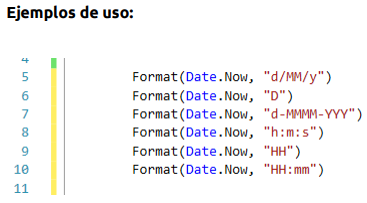 Ejemplos de uso:
4
5 Format(Date.Now, "d/MM/y")
6 Format(Date.Now, "D")
7 Format(Date.Now, "d-MMMM-YYY")
8 Format(Date.Now, "h:m:s")
9 Format(Date.Now, "HH")
10 Format(Date.Now, "HH:mm")
11